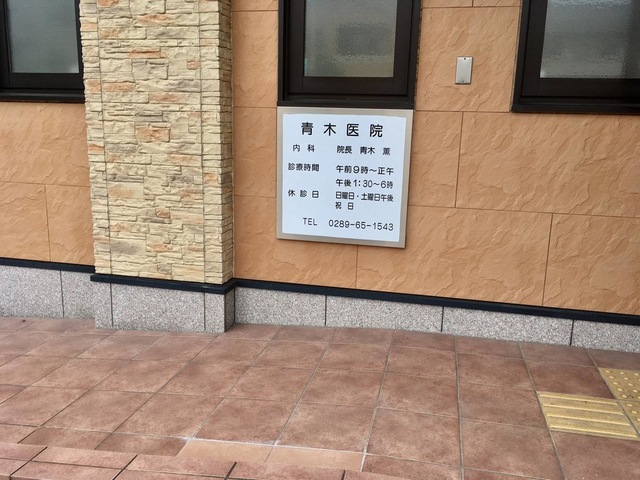 青木医院
内科 院長 青木 薫
診療時間 午前9時〜正午
午後1:30〜6時
休診日 日曜日・土曜日午後
祝日
TEL 0289-65-1543